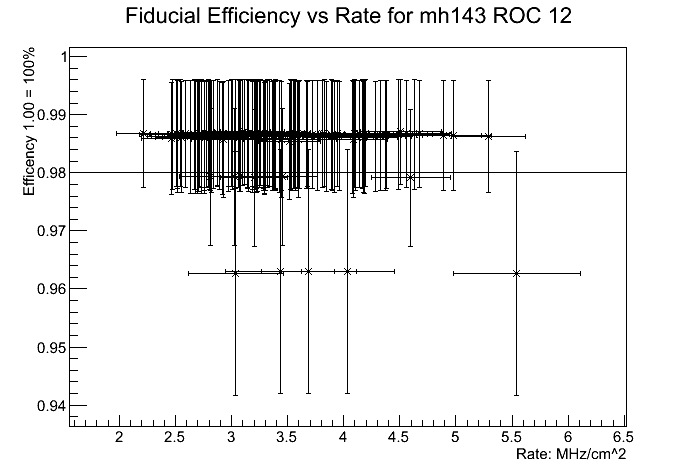 Fiducial Efficiency vs Rate for mh143 ROC 12
Efficency 1.00 = 100%
1
0.99
0.98
0.97
0.96
0.95
0.94
2 2.5 3 3.5 4 4.5 5 5.5 6 6.5
Rate: MHz/cm^2